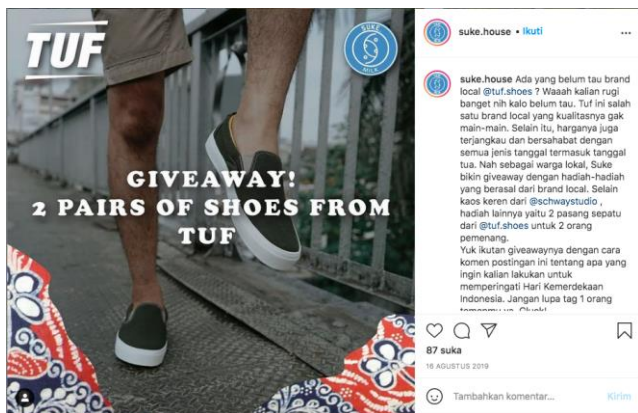 TUF
SUKE
MILK
GIVEAWAY!
2 PAIRS OF SHOES FROM
TUF
suke.house • Ikuti
suke.house Ada yang belum tau brand
local @tuf.shoes ? Waaah kalian rugi
banget nih kalo belum tau. Tuf ini salah
satu brand local yang kualitasnya gak
main-main. Selain itu, harganya juga
terjangkau dan bersahabat dengan
semua jenis tanggal termasuk tanggal
tua. Nah sebagai warga lokal, Suke
bikin giveaway dengan hadiah-hadiah
yang berasal dari brand local. Selain
kaos keren dari @schwaystudio ,
hadiah lainnya yaitu 2 pasang sepatu
dari @tuf.shoes untuk 2 orang
pemenang.
Yuk ikutan giveawaynya dengan cara
komen postingan ini tentang apa yang
ingin kalian lakukan untuk
memperingati Hari Kemerdekaan
Indonesia. Jangan lupa tag 1 orang
temanmu ya. Gluek!
87 suka
16 AGUSTUS 2019
Tambahkan komentar...
Kirim